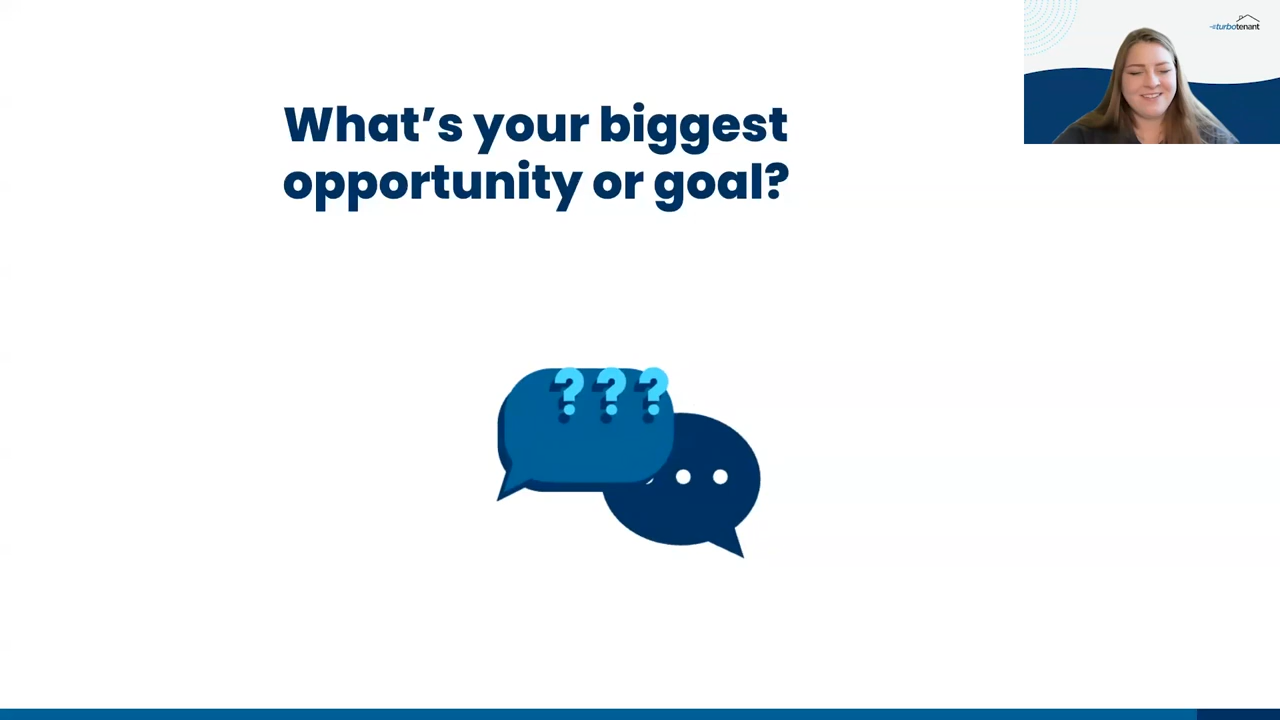 What's your biggest
opportunity or goal?
turbotenant
? ? ?